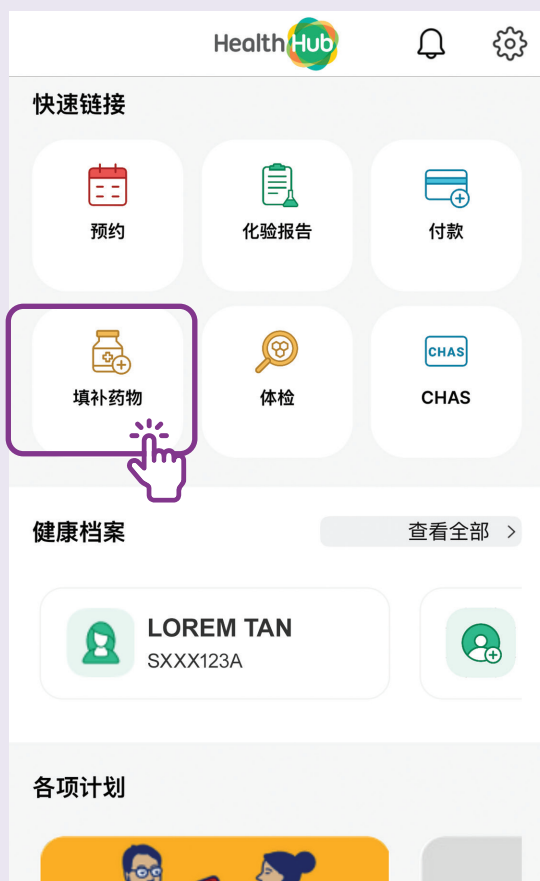 HealthHub
快速链接
预约
化验报告
付款
填补药物
体检
CHAS
CHAS
健康档案
查看全部 >
LOREM TAN
SXXX123A
各项计划